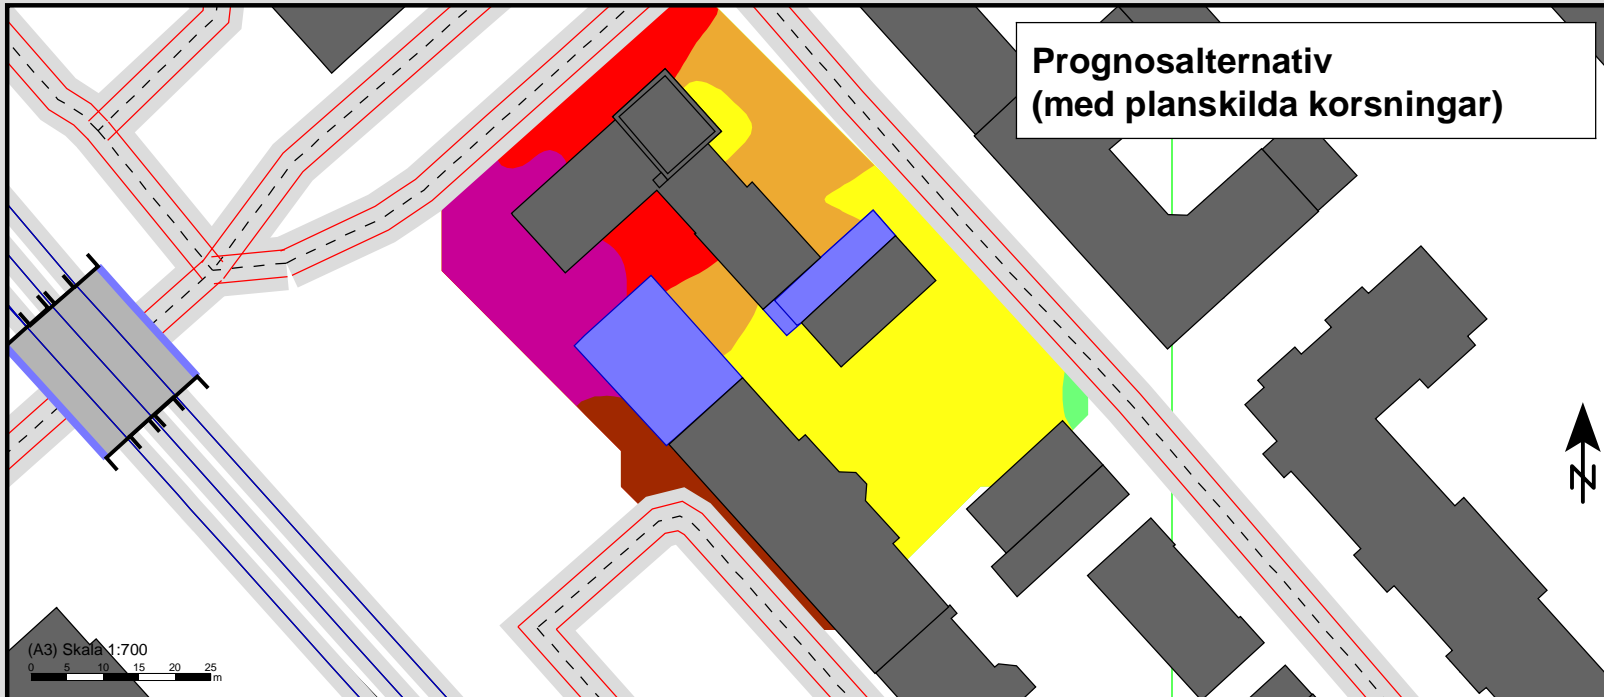 Prognosalternativ
(med planskilda korsningar)
N
(A3) Skala 1:700
0 5 10 15 20 25
m